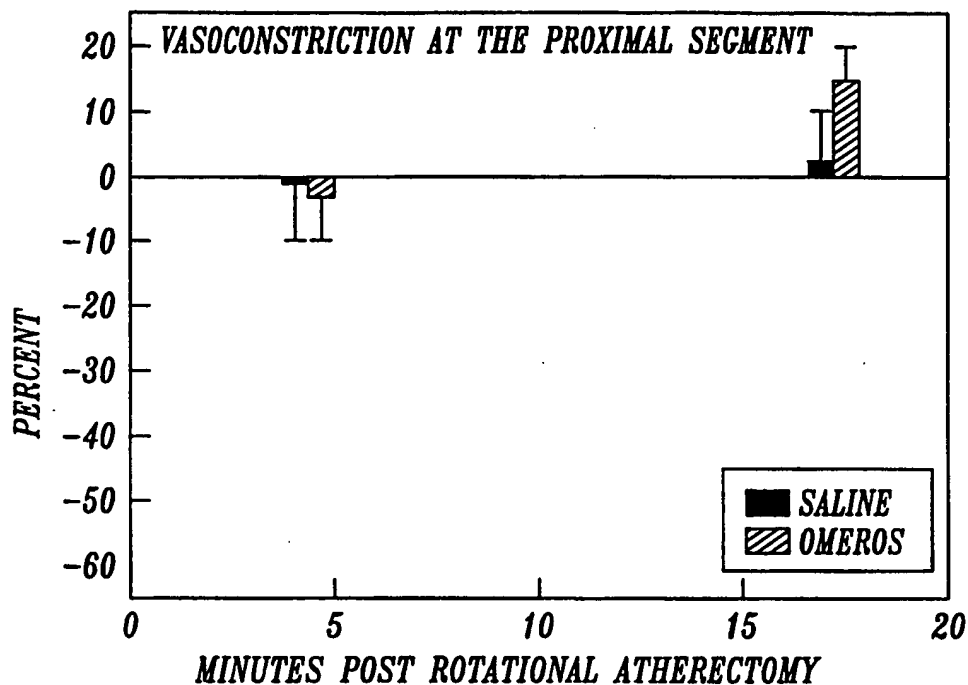 VASOCONSTRICTION AT THE PROXIMAL SEGMENT
20
10
0
-10
-20
-30
-40
-50
-60
PERCENT
SALINE
OMEROS
0 5 10 15 20
MINUTES POST ROTATIONAL ATHERECTOMY